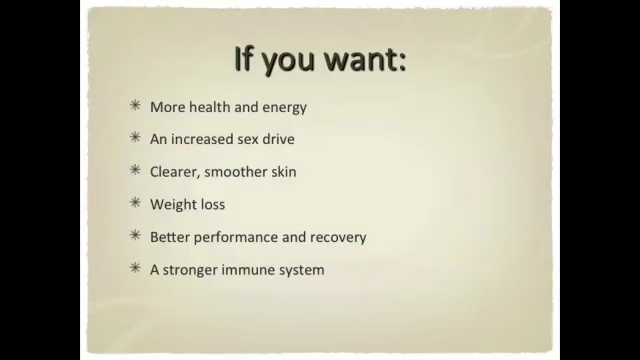 If you want:
More health and energy
An increased sex drive
Clearer, smoother skin
Weight loss
Better performance and recovery
A stronger immune system